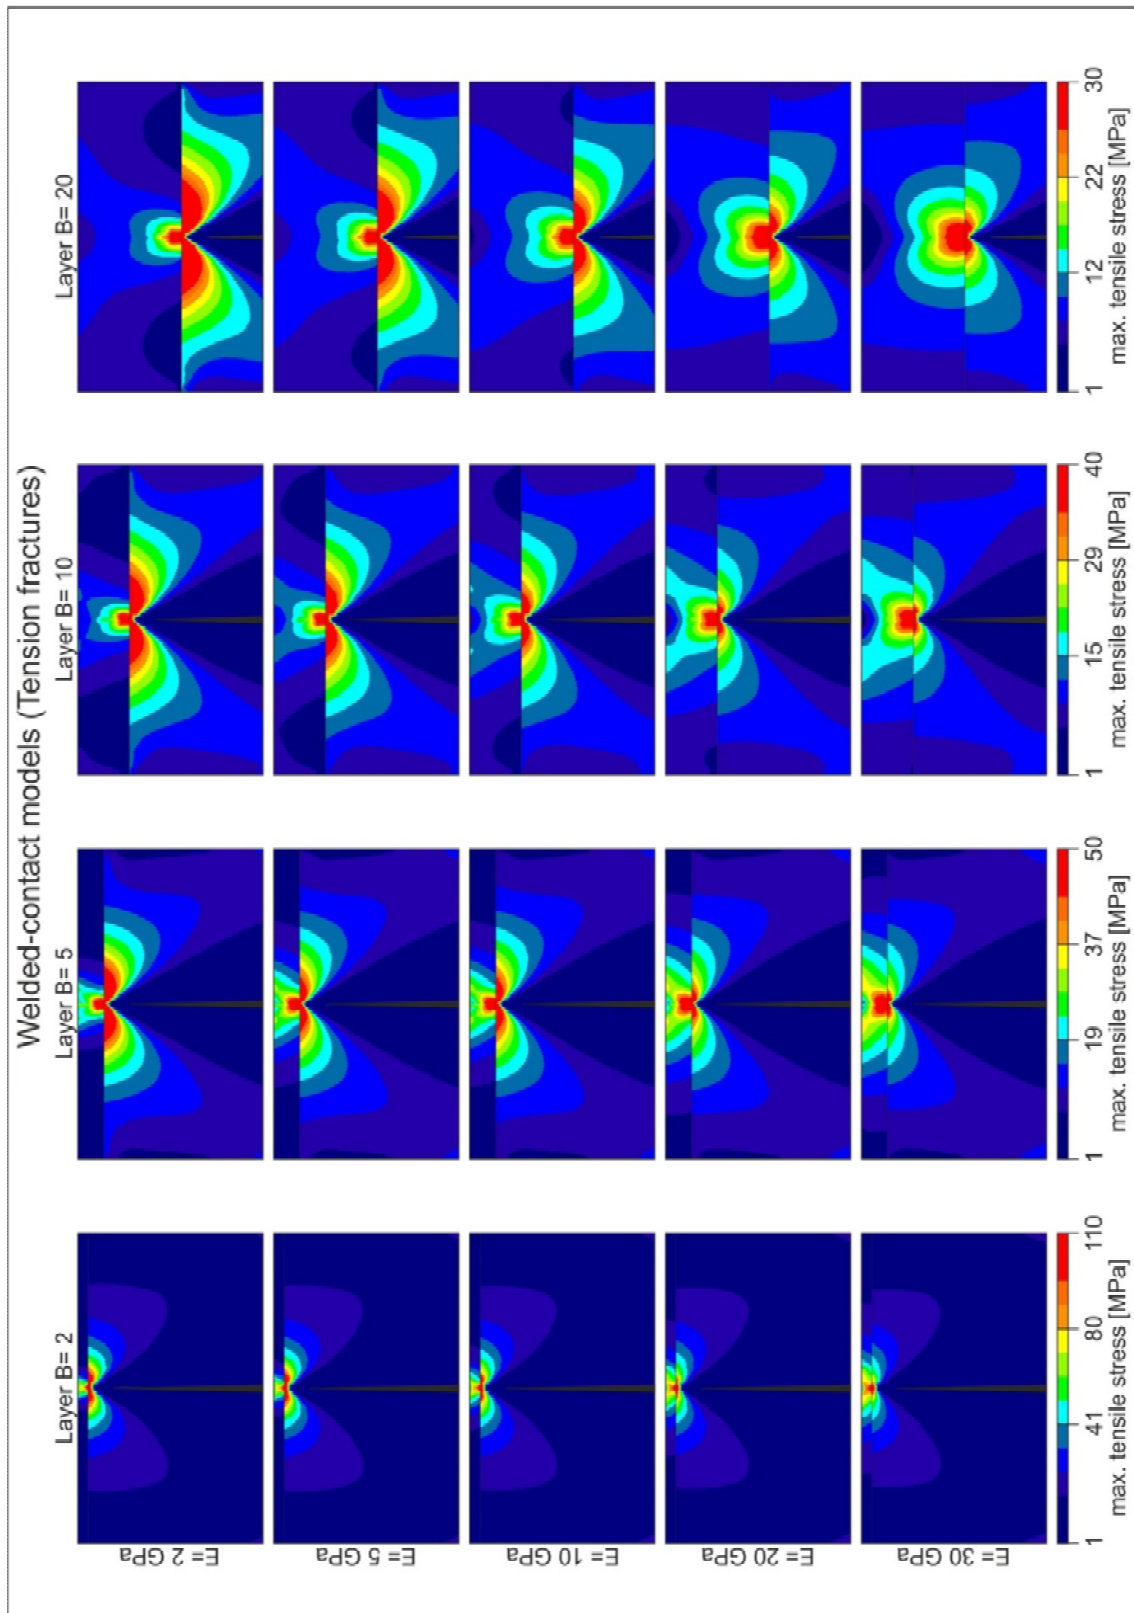 Welded-contact models (Tension fractures)
Layer B= 2
Layer B= 5
Layer B= 10
Layer B= 20
E= 2 GPa
E= 5 GPa
E= 10 GPa
E= 20 GPa
E= 30 GPa
1 41 80 110
max. tensile stress [MPa]
1 19 37 50
max. tensile stress [MPa]
1 15 29 40
max. tensile stress [MPa]
1 12 22 30
max. tensile stress [MPa]